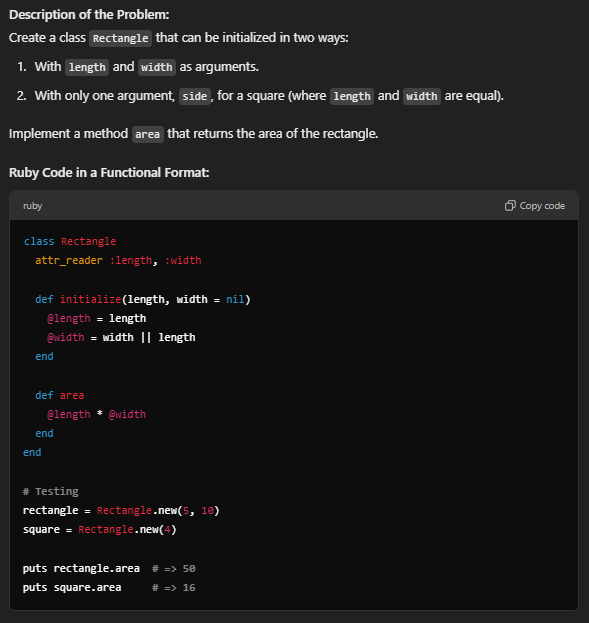 Description of the Problem:
Create a class Rectangle that can be initialized in two ways:
1. With length and width as arguments.
2. With only one argument, side, for a square (where length and width are equal).
Implement a method area that returns the area of the rectangle.
Ruby Code in a Functional Format:
ruby Copy code
class Rectangle
  attr_reader :length, :width

  def initialize(length, width = nil)
    @length = length
    @width = width || length
  end

  def area
    @length * @width
  end
end

# Testing
rectangle = Rectangle.new(5, 10)
square = Rectangle.new(4)

puts rectangle.area  # => 50
puts square.area     # => 16